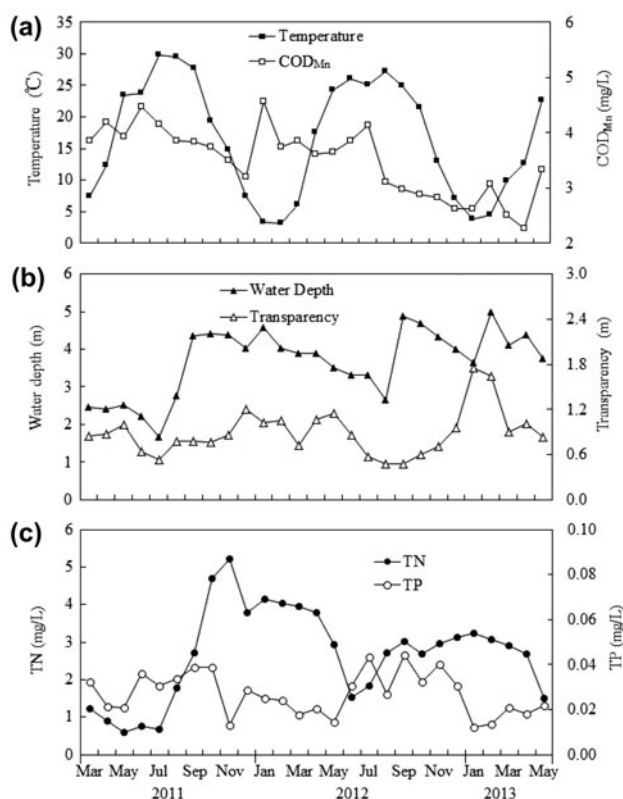 (a)
35
30
25
20
15
10
5
0
Temperature (℃)
Temperature
CODMn
6
5
4
3
2
CODMn (mg/L)
(b)
6
5
4
3
2
1
0
Water depth (m)
Water Depth
Transparency
3.0
2.4
1.8
1.2
0.6
0.0
Transparency (m)
(c)
6
5
4
3
2
1
0
TN (mg/L)
TN
TP
0.10
0.08
0.06
0.04
0.02
0.00
TP (mg/L)
Mar May Jul Sep Nov Jan Mar May Jul Sep Nov Jan Mar May
2011 2012 2013